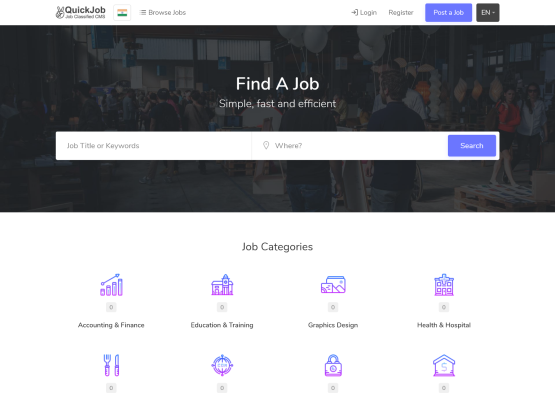 QuickJob
Job Classified CMS
Browse Jobs
Login
Register
Post a Job
EN
Find A Job
Simple, fast and efficient
Job Title or Keywords
Where?
Search
Job Categories
0
0
0
0
Accounting & Finance
Education & Training
Graphics Design
Health & Hospital
0
0
0
0